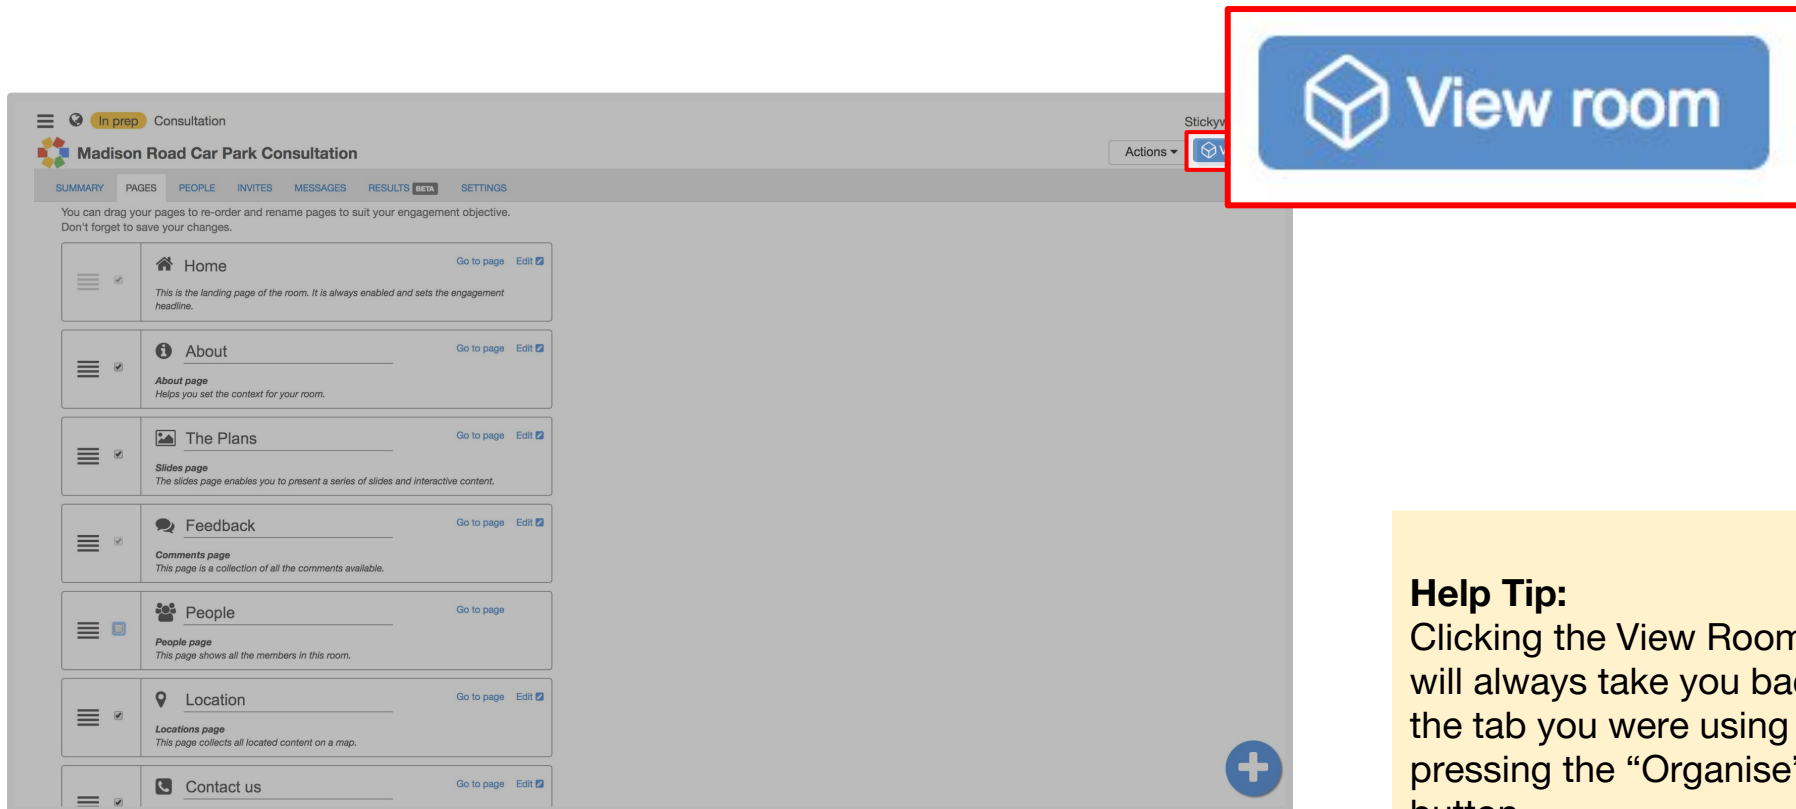 View room
In prep Consultation
Madison Road Car Park Consultation
Actions
SUMMARY PAGES PEOPLE INVITES MESSAGES RESULTS BETA SETTINGS
You can drag your pages to re-order and rename pages to suit your engagement objective.
Don't forget to save your changes.
Home Go to page Edit
This is the landing page of the room. It is always enabled and sets the engagement
headline.
About Go to page Edit
About page
Helps you set the context for your room.
The Plans Go to page Edit
Slides page
The slides page enables you to present a series of slides and interactive content.
Feedback Go to page Edit
Comments page
This page is a collection of all the comments available.
People Go to page
People page
This page shows all the members in this room.
Location Go to page Edit
Locations page
This page collects all located content on a map.
Contact us Go to page Edit
Help Tip:
Clicking the View Room
will always take you
the tab you were using
pressing the “Organise”